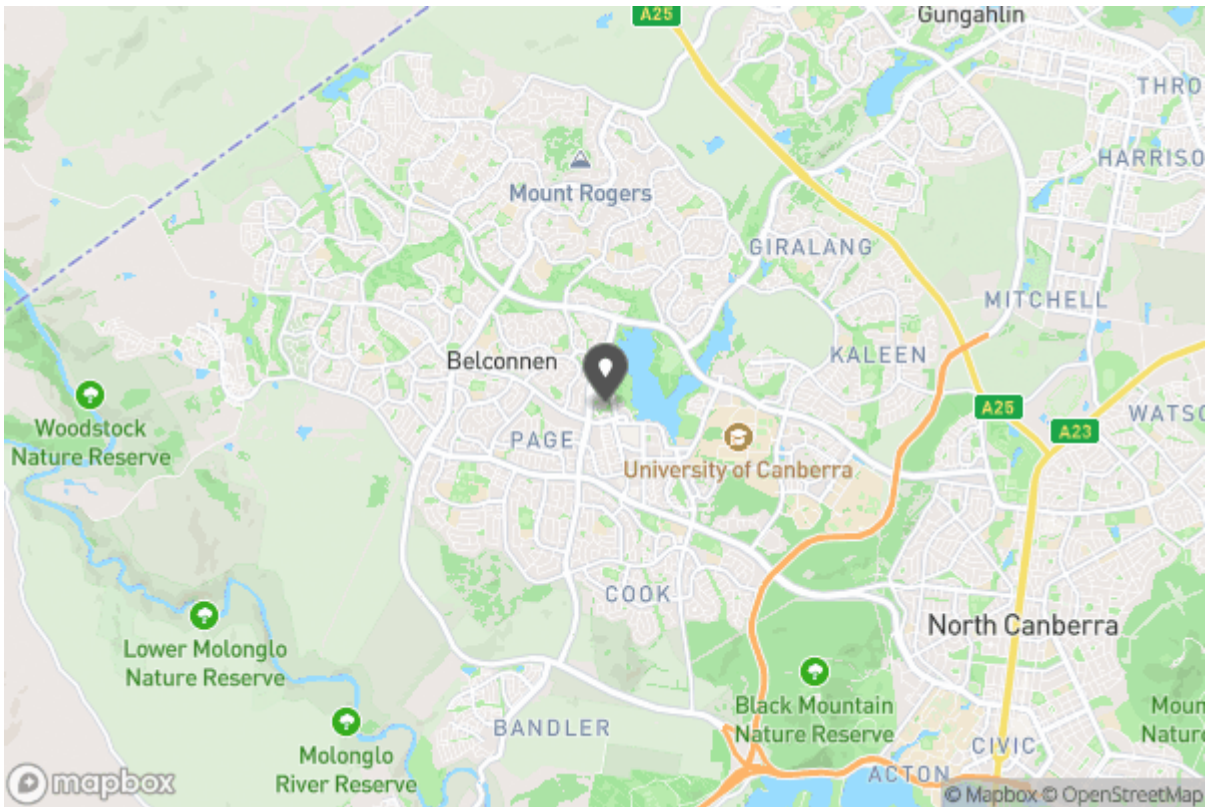 A25
Gungahlin
THRO
HARRISO
Mount Rogers
GIRALANG
MITCHELL
Belconnen
KALEEN
Woodstock
Nature Reserve
PAGE
A25
A23
WATSO
University of Canberra
COOK
Lower Molonglo
Nature Reserve
North Canberra
Black Mountain
Nature Reserve
Moun
Natur
BANDLER
Molonglo
River Reserve
CIVIC
ACTON
mapbox
© Mapbox © OpenStreetMap